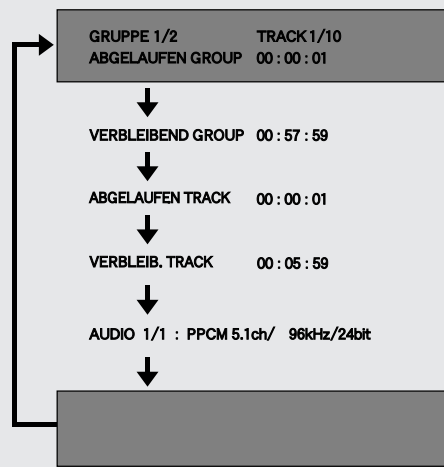 GRUPPE 1/2 TRACK 1/10
ABGELAUFEN GROUP 00 : 00 : 01
VERBLEIBEND GROUP 00 : 57 : 59
ABGELAUFEN TRACK 00 : 00 : 01
VERBLEIB. TRACK 00 : 05 : 59
AUDIO 1/1 : PPCM 5.1ch/ 96kHz/24bit